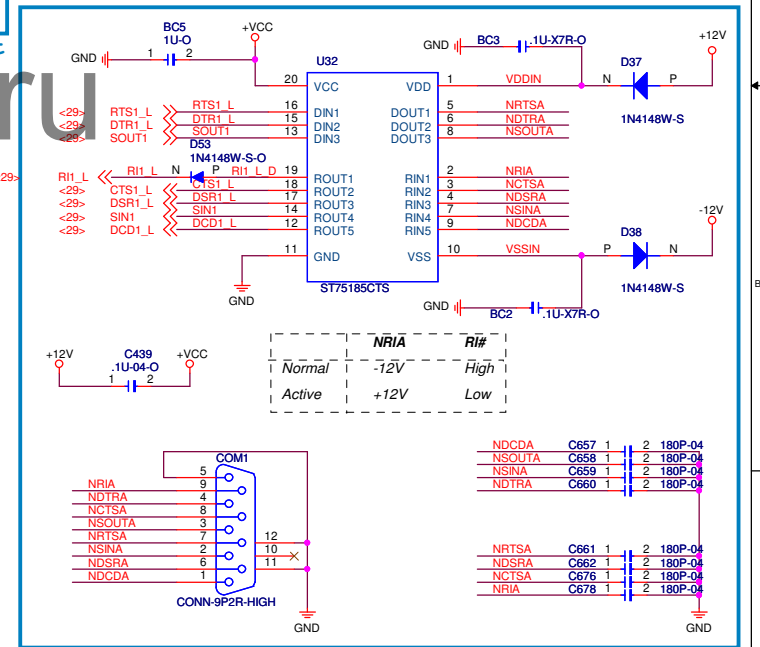 BC5
1U-O
+VCC
GND
1 2
BC3 .1U-X7R-O
GND
+12V
U32
D37
N P
1N4148W-S
20 VCC VDD 1 VDDIN
<29> RTS1_L RTS1_L 16 DIN1 DOUT1 5 NRTSA
<29> DTR1_L DTR1_L 15 DIN2 DOUT2 6 NDTRA
<29> SOUT1 SOUT1 13 DIN3 DOUT3 8 NSOUTA
D53
1N4148W-S-O
29> RI1_L RI1_L N P RI1_L_D 19 ROUT1 RIN1 2 NRIA
<29> CTS1_L CTS1_L 18 ROUT2 RIN2 3 NCTSA
<29> DSR1_L DSR1_L 17 ROUT3 RIN3 4 NDSRA
<29> SIN1 SIN1 14 ROUT4 RIN4 7 NSINA
<29> DCD1_L DCD1_L 12 ROUT5 RIN5 9 NDCDA
-12V
D38
11 GND VSS 10 VSSIN P N
GND
ST75185CTS
1N4148W-S
GND
BC2 .1U-X7R-O
B
ru
+12V C439 +VCC
.1U-04-O
1 2
NRIA RI#
Normal -12V High
Active +12V Low
COM1
5
NRIA 9
NDTRA 4
NCTSA 8
NSOUTA 3
NRTSA 7 12
NSINA 2 10
NDSRA 6 11
NDCDA 1
CONN-9P2R-HIGH
GND
NDCDA C657 1 2 180P-04
NSOUTA C658 1 2 180P-04
NSINA C659 1 2 180P-04
NDTRA C660 1 2 180P-04
NRTSA C661 1 2 180P-04
NDSRA C662 1 2 180P-04
NCTSA C676 1 2 180P-04
NRIA C678 1 2 180P-04
GND